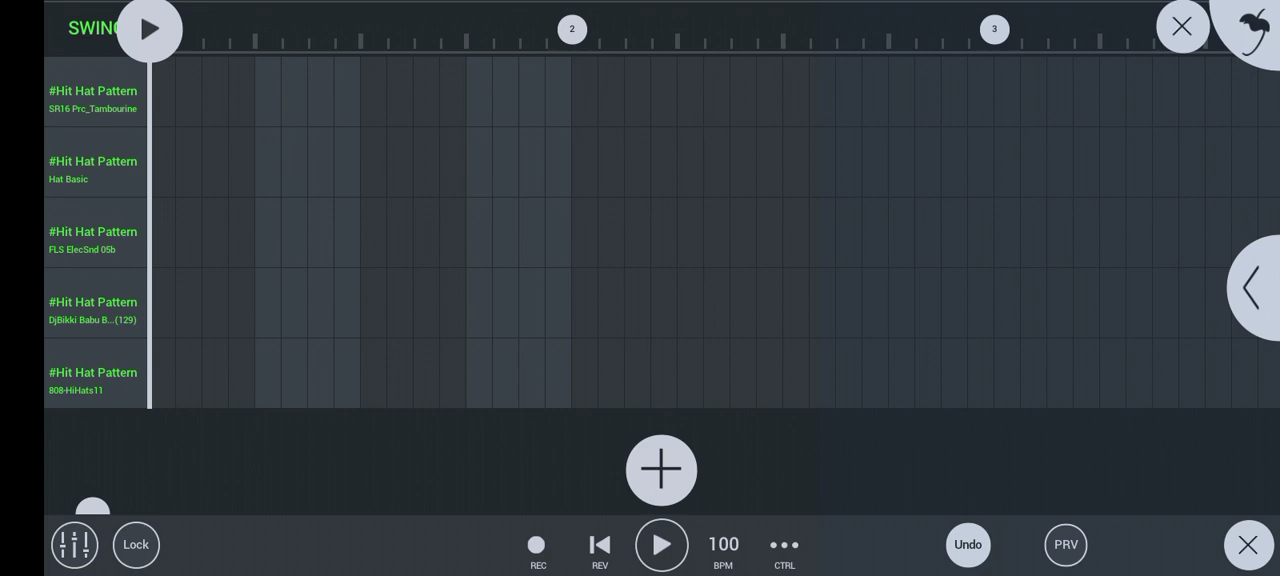 SWING
2
3
#Hit Hat Pattern
SR16 Prc_Tambourine
#Hit Hat Pattern
Hat Basic
#Hit Hat Pattern
FLS ElecSnd 05b
#Hit Hat Pattern
DjBikki Babu B...(129)
#Hit Hat Pattern
808-HiHats11
Lock
REC
REV
100
BPM
CTRL
Undo
PRV